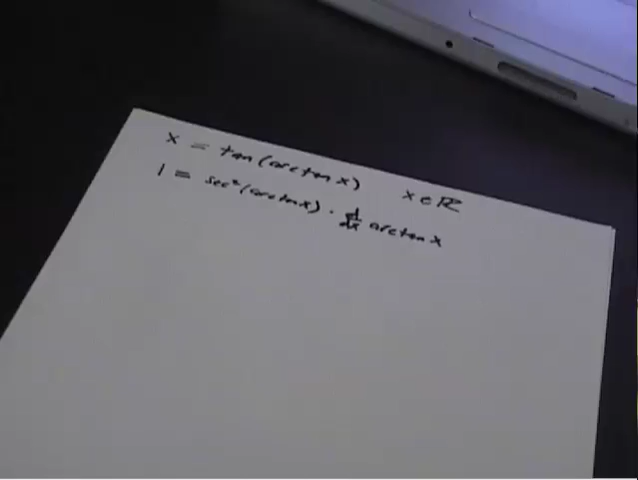 x = tan(arctan x) x ∈ ℝ
1 = sec²(arctan x) · d/dx arctan x